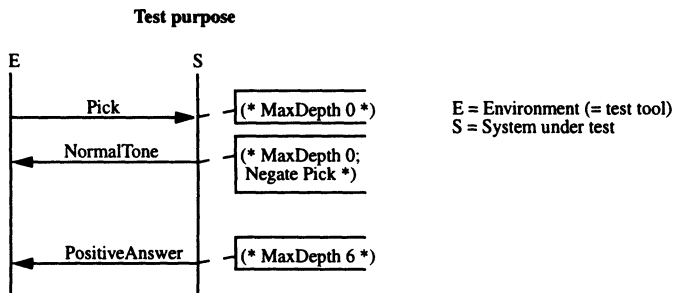 Test purpose
E
S
Pick
(* MaxDepth 0 *)
E = Environment (= test tool)
S = System under test
NormalTone
(* MaxDepth 0;
Negate Pick *)
PositiveAnswer
(* MaxDepth 6 *)